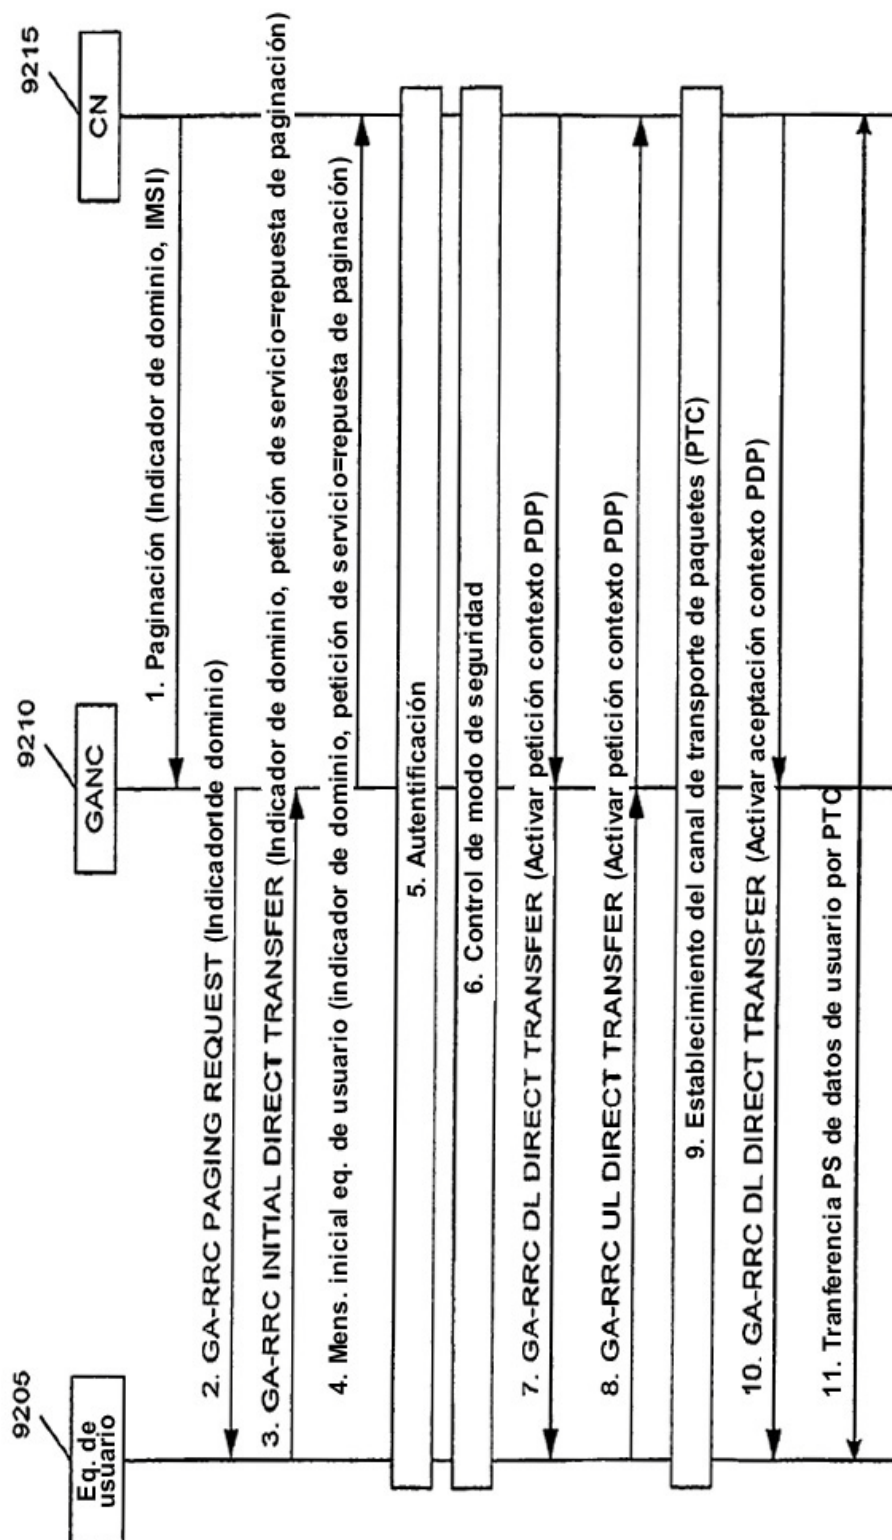 9205
Eq. de
usuario
9210
GANC
9215
CN
1. Paginación (Indicador de dominio, IMSI)
2. GA-RRC PAGING REQUEST (Indicador de dominio)
3. GA-RRC INITIAL DIRECT TRANSFER (Indicador de dominio, petición de servicio=repuesta de paginación)
4. Mens. inicial eq. de usuario (indicador de dominio, petición de servicio=repuesta de paginación)
5. Autentificación
6. Control de modo de seguridad
7. GA-RRC DL DIRECT TRANSFER (Activar petición contexto PDP)
8. GA-RRC UL DIRECT TRANSFER (Activar petición contexto PDP)
9. Establecimiento del canal de transporte de paquetes (PTC)
10. GA-RRC DL DIRECT TRANSFER (Activar aceptación contexto PDP)
11. Tranferencia PS de datos de usuario por PTC